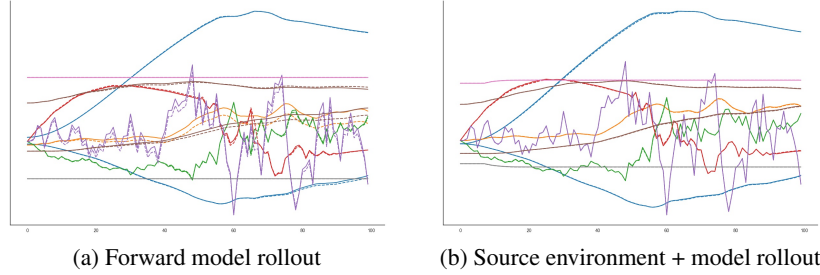 0 20 40 60 80 100
0 20 40 60 80 100
(a) Forward model rollout
(b) Source environment + model rollout